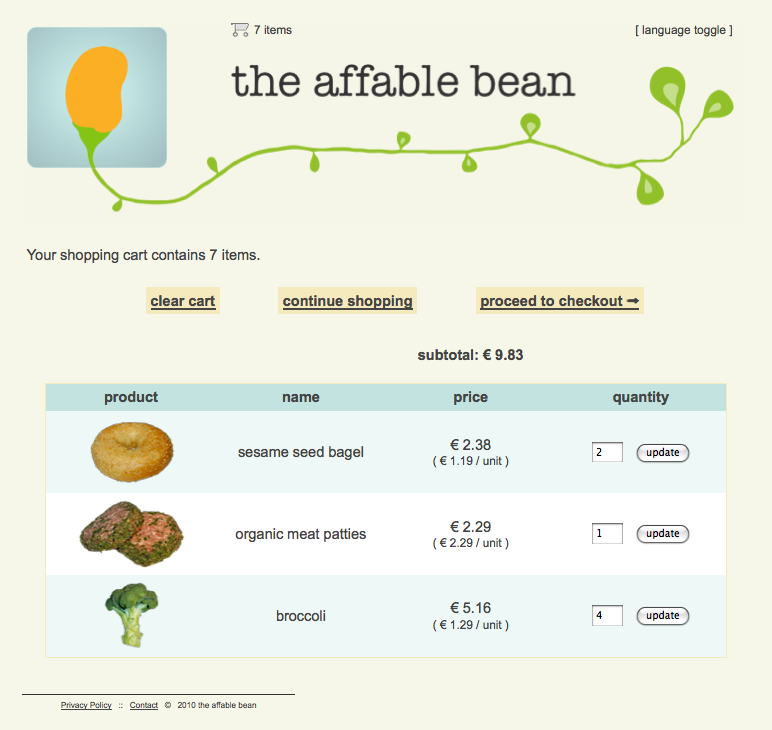 7 items
[ language toggle ]
the affable bean
Your shopping cart contains 7 items.
clear cart
continue shopping
proceed to checkout ➞
subtotal: € 9.83
product name price quantity
sesame seed bagel
€ 2.38
( € 1.19 / unit )
2
update
organic meat patties
€ 2.29
( € 2.29 / unit )
1
update
broccoli
€ 5.16
( € 1.29 / unit )
4
update
Privacy Policy :: Contact © 2010 the affable bean